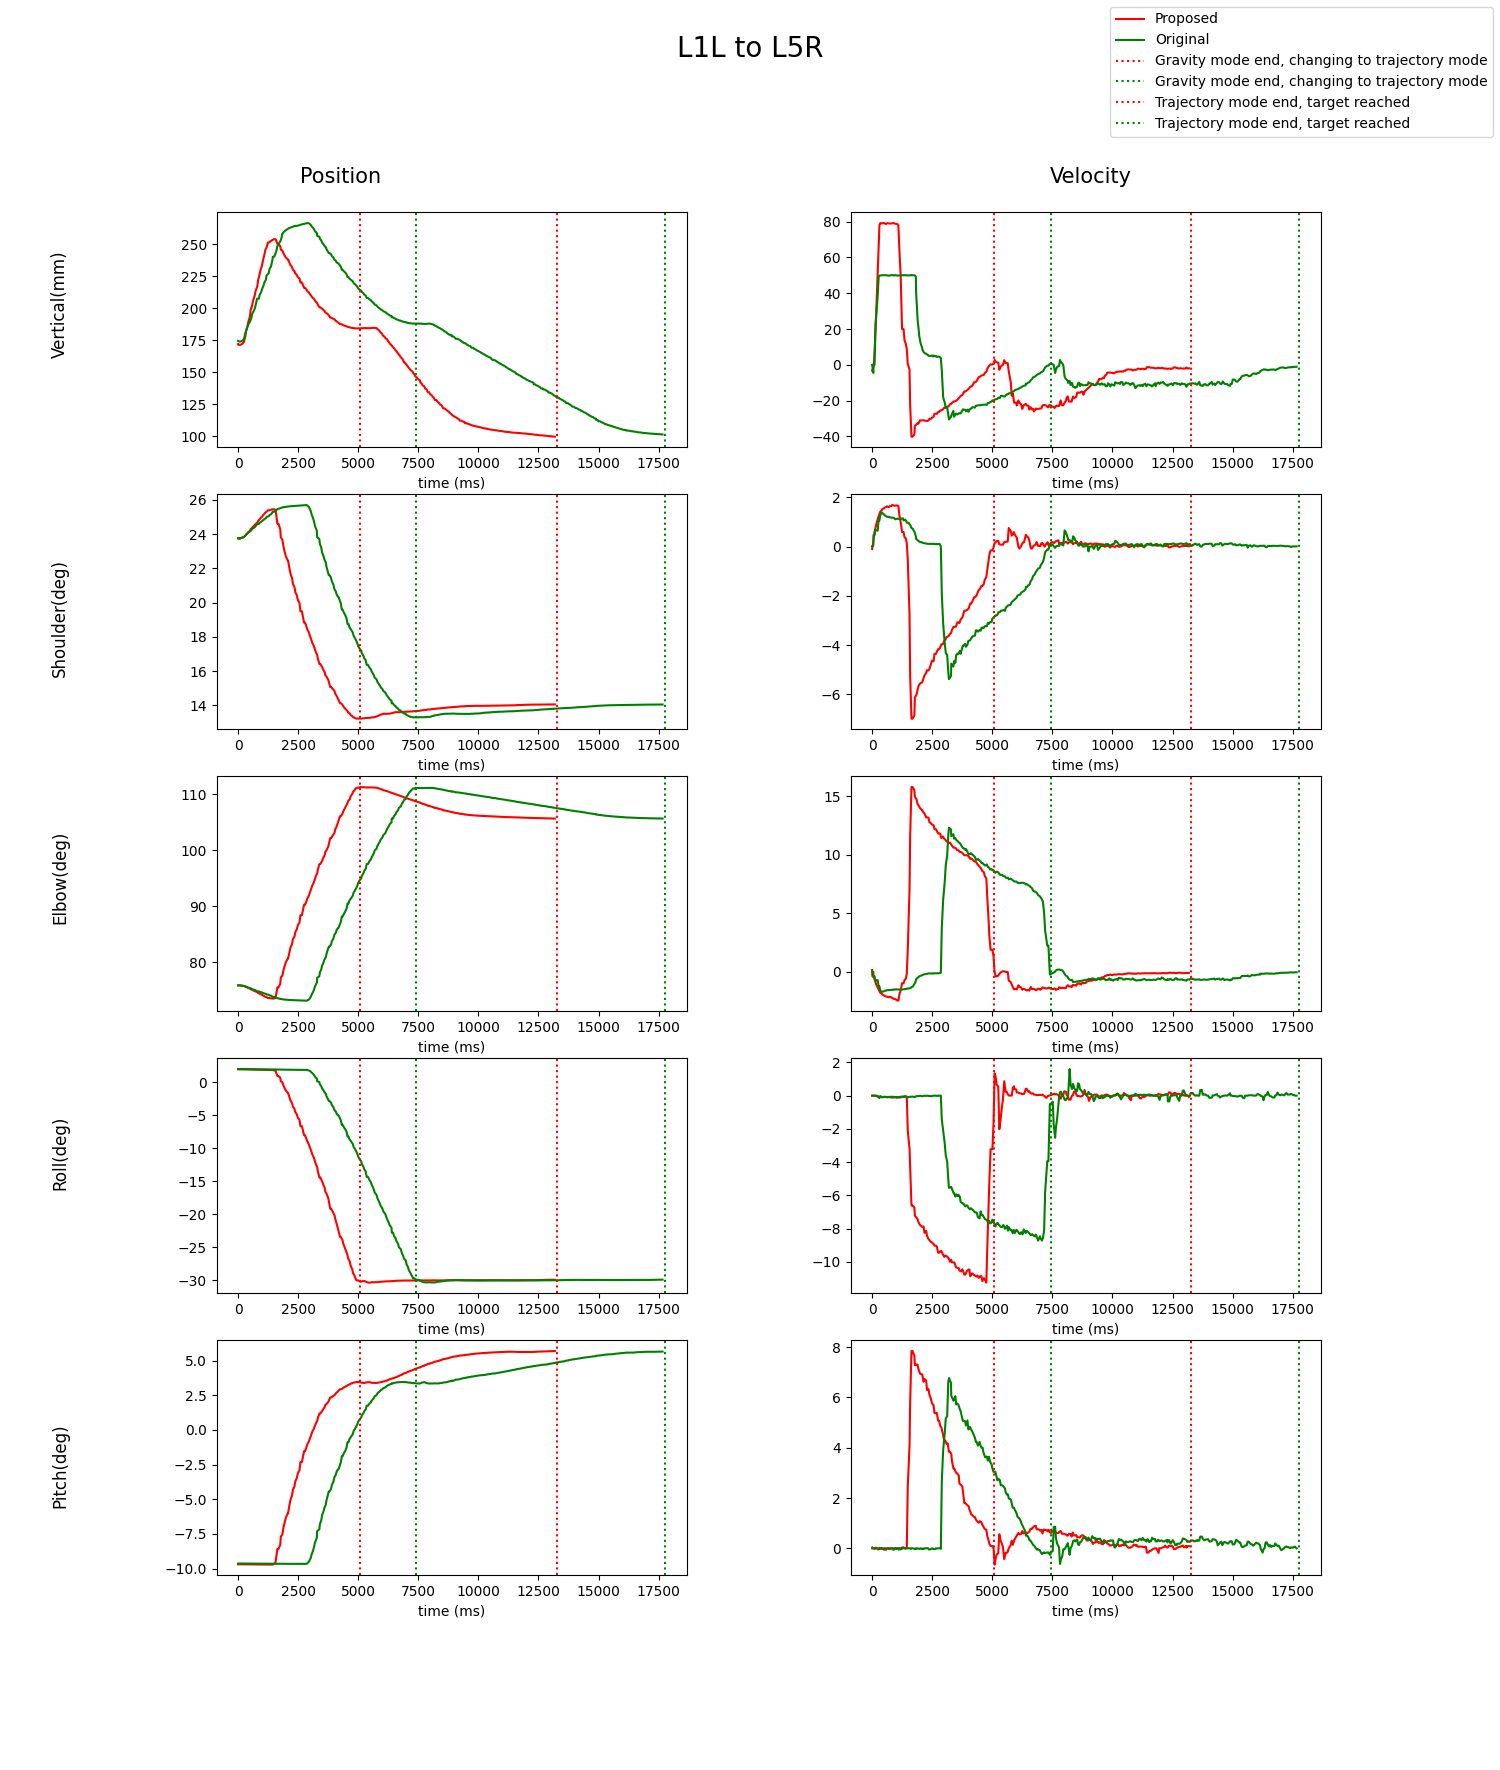 L1L to L5R
Proposed
Original
Gravity mode end, changing to trajectory mode
Gravity mode end, changing to trajectory mode
Trajectory mode end, target reached
Trajectory mode end, target reached
Position
Velocity
Vertical(mm)
250
225
200
175
150
125
100
0 2500 5000 7500 10000 12500 15000 17500
time (ms)
80
60
40
20
0
−20
−40
0 2500 5000 7500 10000 12500 15000 17500
time (ms)
Shoulder(deg)
26
24
22
20
18
16
14
0 2500 5000 7500 10000 12500 15000 17500
time (ms)
2
0
−2
−4
−6
0 2500 5000 7500 10000 12500 15000 17500
time (ms)
Elbow(deg)
110
100
90
80
0 2500 5000 7500 10000 12500 15000 17500
time (ms)
15
10
5
0
0 2500 5000 7500 10000 12500 15000 17500
time (ms)
Roll(deg)
0
−5
−10
−15
−20
−25
−30
0 2500 5000 7500 10000 12500 15000 17500
time (ms)
2
0
−2
−4
−6
−8
−10
0 2500 5000 7500 10000 12500 15000 17500
time (ms)
Pitch(deg)
5.0
2.5
0.0
−2.5
−5.0
−7.5
−10.0
0 2500 5000 7500 10000 12500 15000 17500
time (ms)
8
6
4
2
0
0 2500 5000 7500 10000 12500 15000 17500
time (ms)